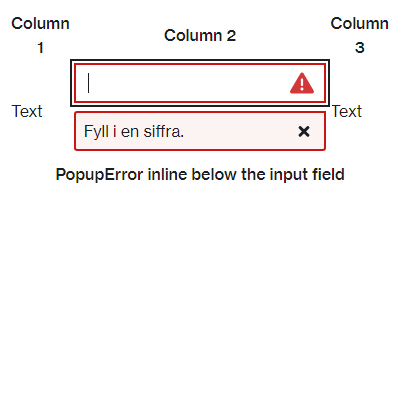 Column 1
Column 2
Column 3
Text
Text
Fyll i en siffra.
PopupError inline below the input field